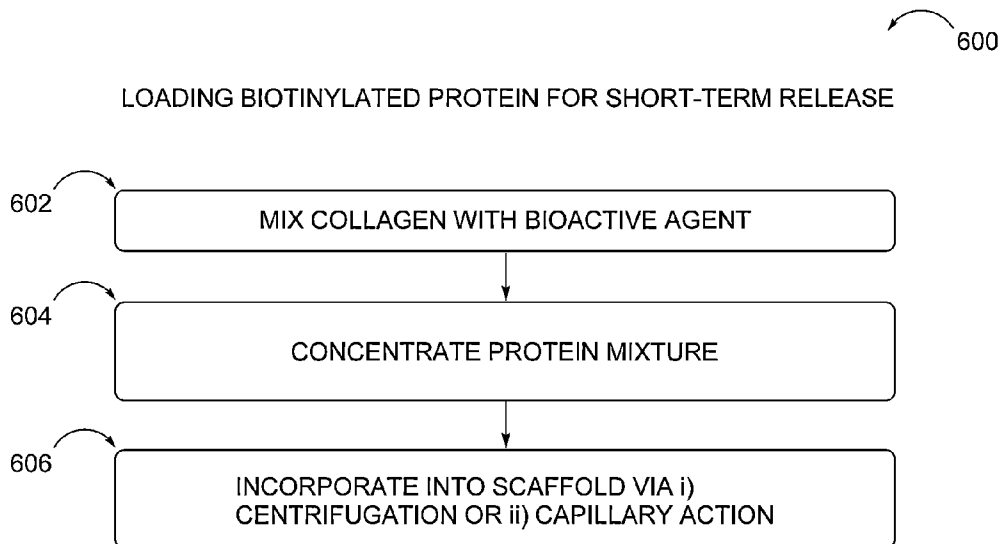 600
LOADING BIOTINYLATED PROTEIN FOR SHORT-TERM RELEASE
602
MIX COLLAGEN WITH BIOACTIVE AGENT
604
CONCENTRATE PROTEIN MIXTURE
606
INCORPORATE INTO SCAFFOLD VIA i)
CENTRIFUGATION OR ii) CAPILLARY ACTION